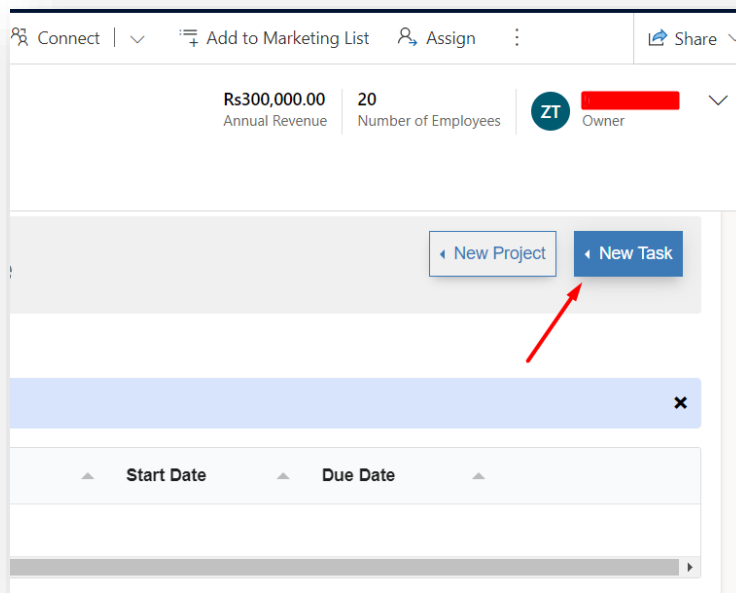 Connect Add to Marketing List Assign Share
Rs300,000.00 20
Annual Revenue Number of Employees ZT Owner
New Project New Task
Start Date Due Date